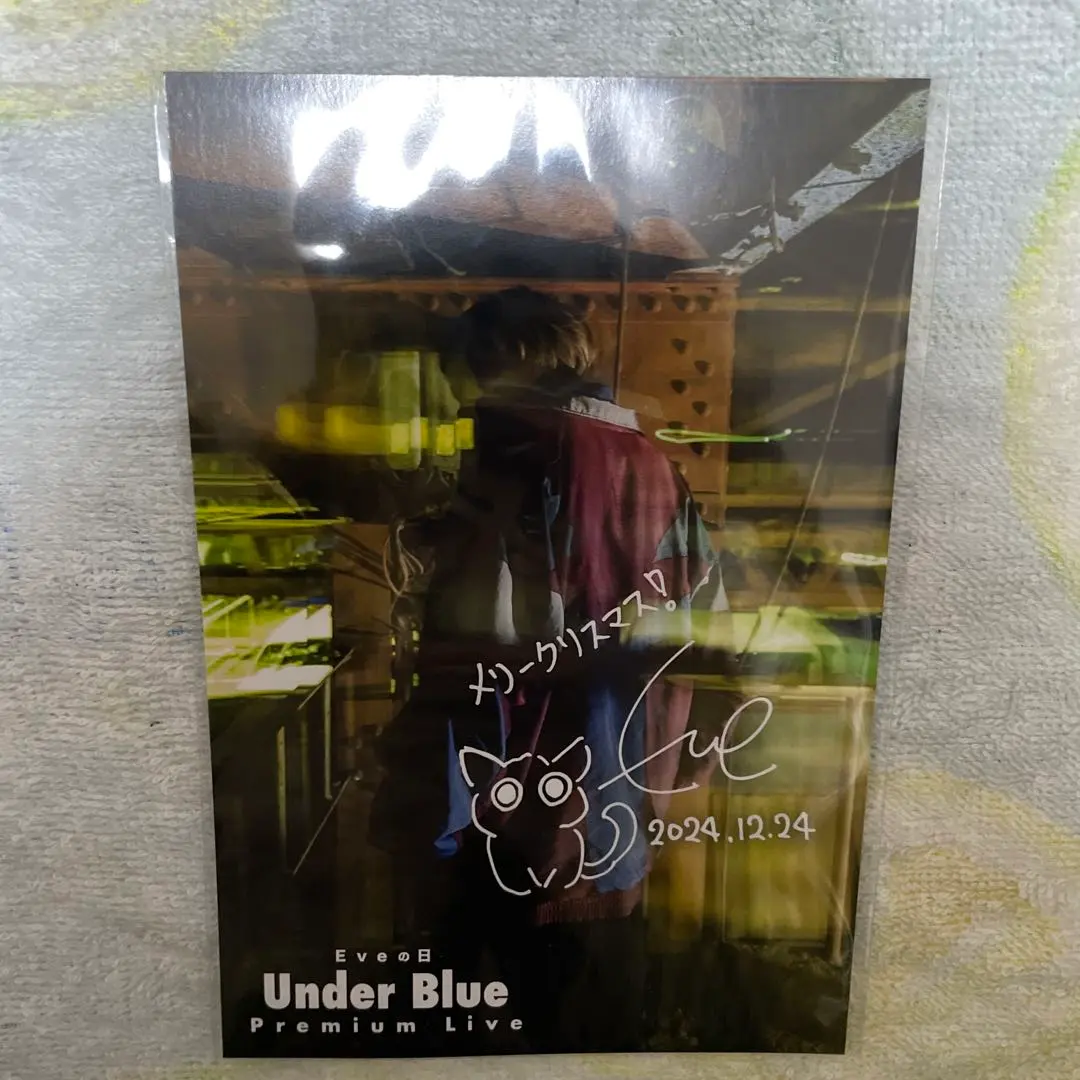 メリークリスマス!
Eve
2024.12.24
Eveの日
Under Blue
Premium Live